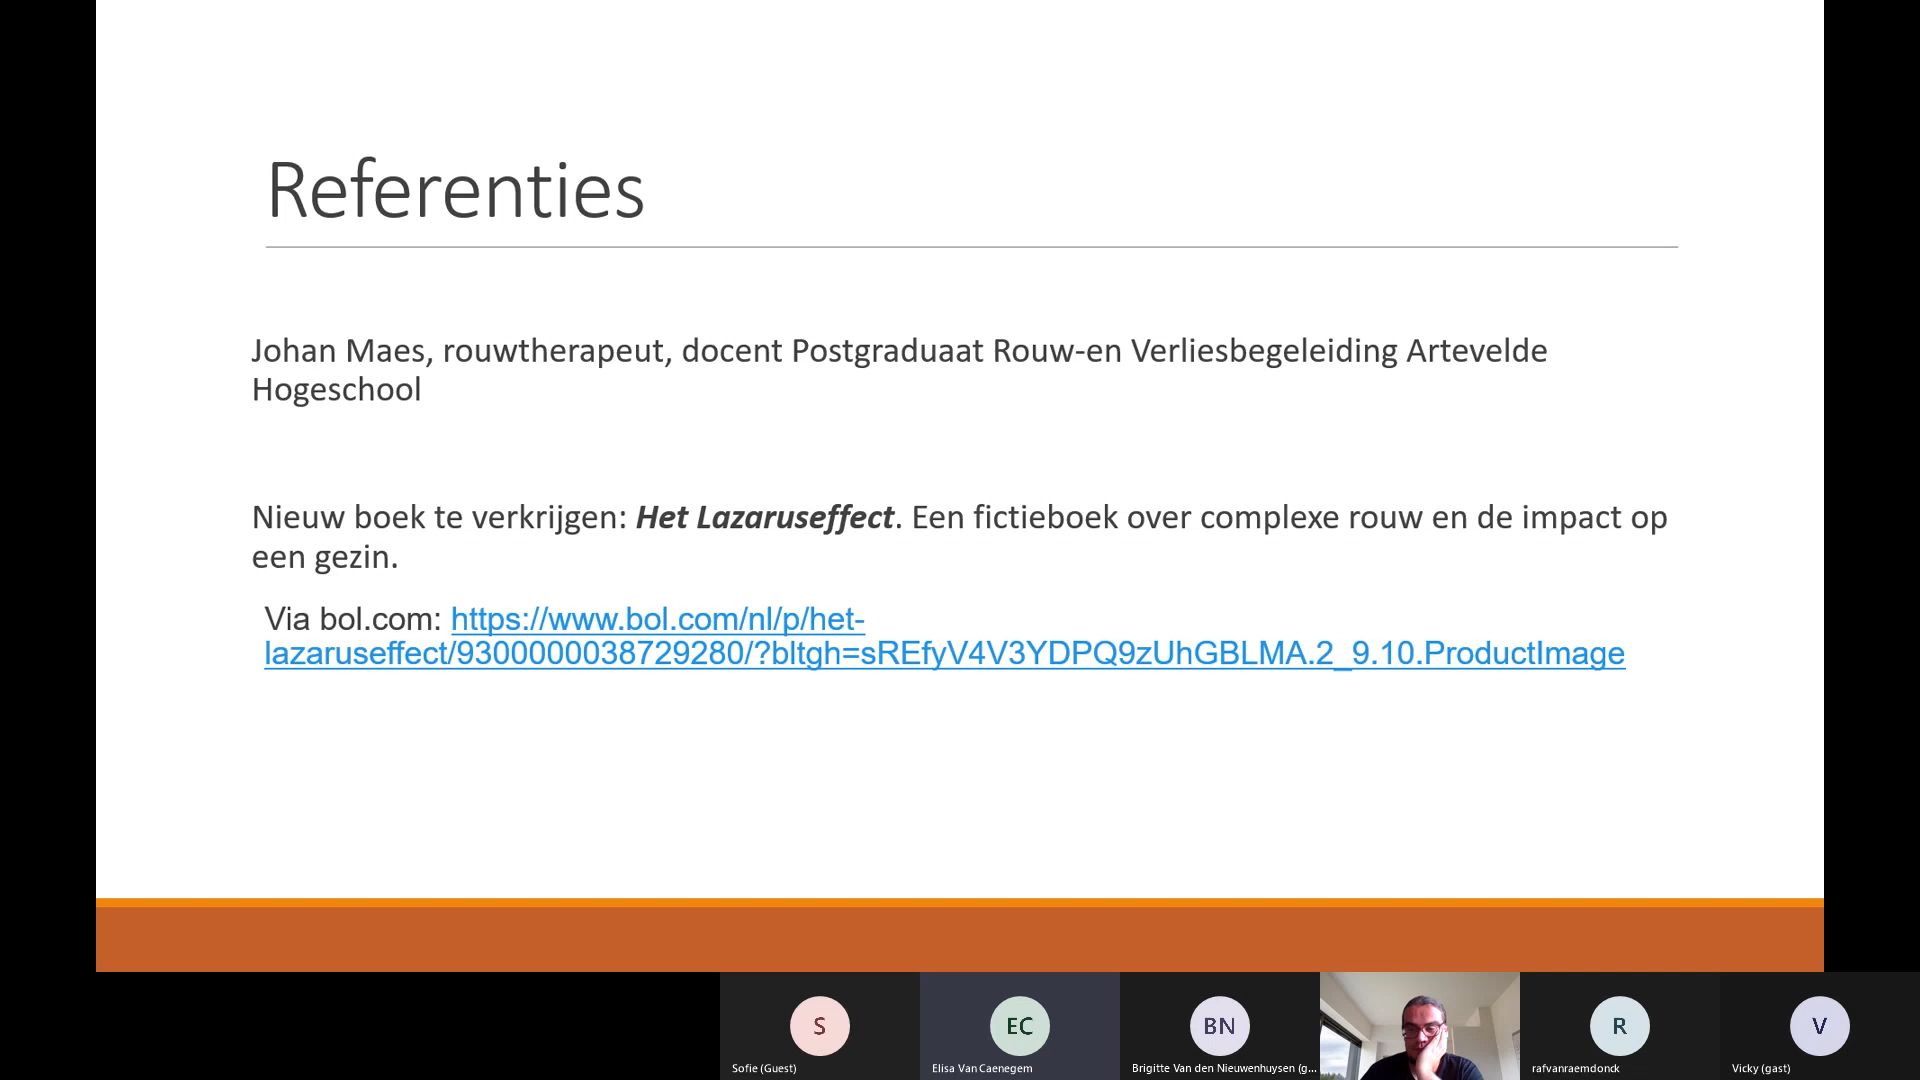 Referenties
Johan Maes, rouwtherapeut, docent Postgraduaat Rouw-en Verliesbegeleiding Artevelde
Hogeschool
Nieuw boek te verkrijgen: Het Lazaruseffect. Een fictieboek over complexe rouw en de impact op
een gezin.
Via bol.com: https://www.bol.com/nl/p/het-
lazaruseffect/9300000038729280/?bltgh=sREfyV4V3YDPQ9zUhGBLMA.2_9.10.ProductImage
S
EC
BN
R
V
Sofie (Guest)
Elisa Van Caenegem
Brigitte Van den Nieuwenhuysen (g...
rafvanraemdonck
Vicky (gast)